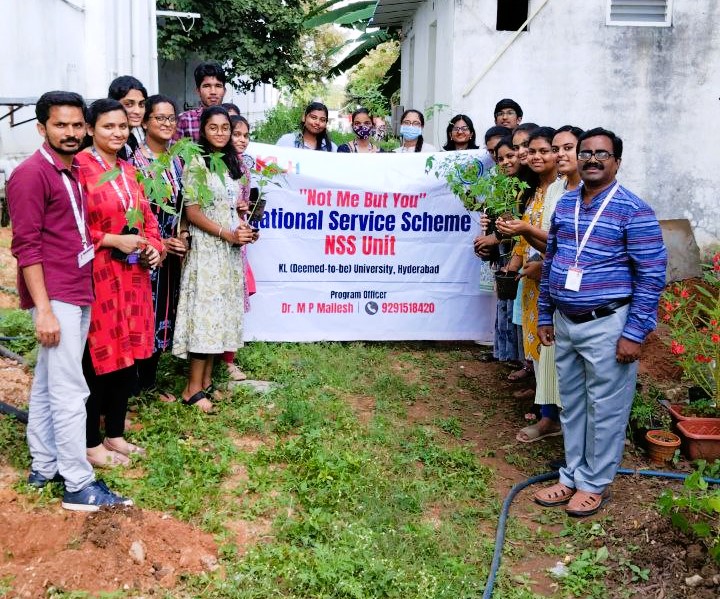 "Not Me But You"
National Service Scheme
NSS Unit
KL (Deemed-to-be) University, Hyderabad
Program Officer
Dr. M P Mallesh | 9291518420